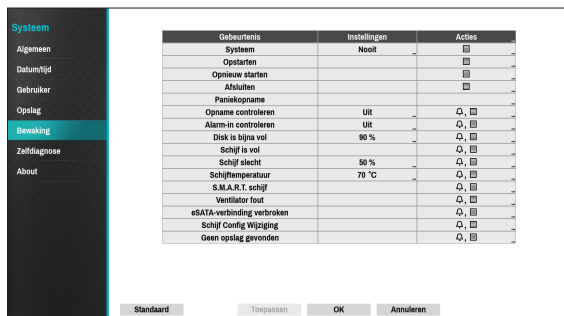 Systeem
Algemeen
Datum/tijd
Gebruiker
Opslag
Bewaking
Zelfdiagnose
About
Gebeurtenis Instellingen Acties ...
Systeem Nooit ... ...
Opstarten ...
Opnieuw starten ...
Afsluiten ...
Paniekopname ...
Opname controleren Uit ... , ...
Alarm-in controleren Uit ... , ...
Disk is bijna vol 90 % ... , ...
Schijf is vol , ...
Schijf slecht 50 % ... , ...
Schijftemperatuur 70 °C ... , ...
S.M.A.R.T. schijf , ...
Ventilator fout , ...
eSATA-verbinding verbroken , ...
Schijf Config Wijziging , ...
Geen opslag gevonden , ...
Standaard Toepassen OK Annuleren